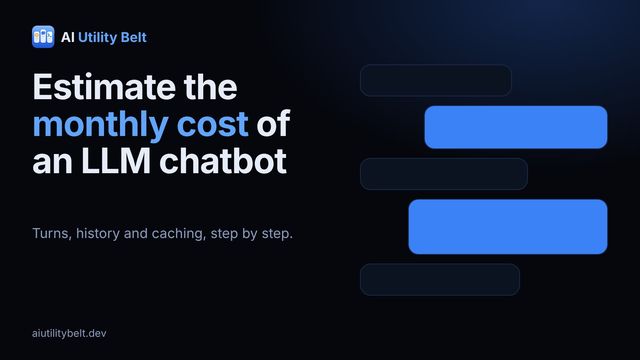 AI Utility Belt
Estimate the
monthly cost of
an LLM chatbot
Turns, history and caching, step by step.
aiutilitybelt.dev